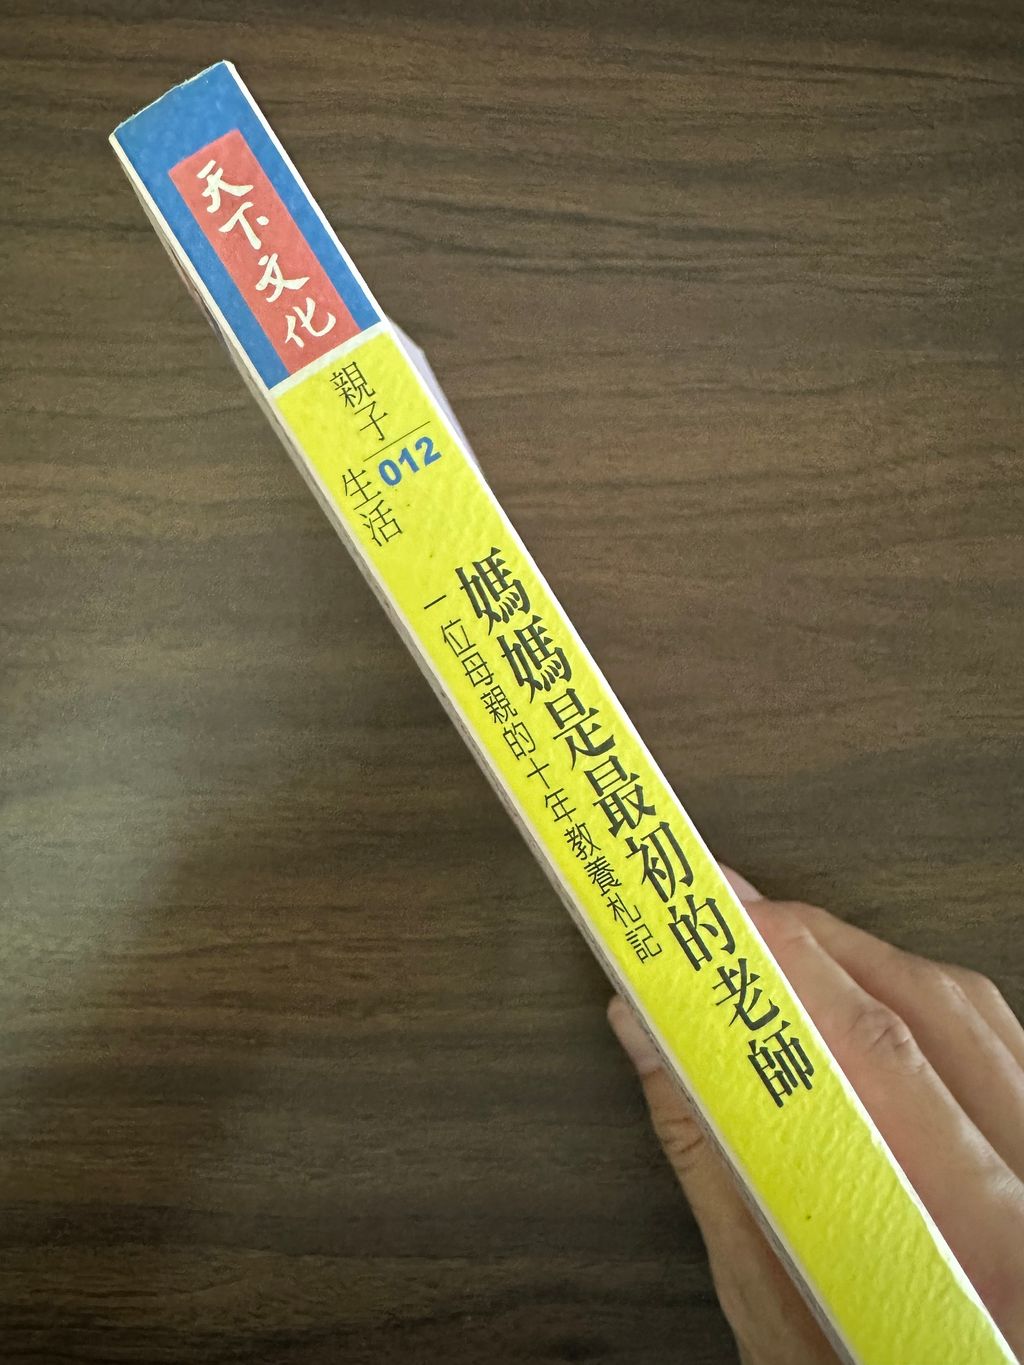 天下文化
親子
生活
012
媽媽是最初的老師
一位母親的十年教養札記